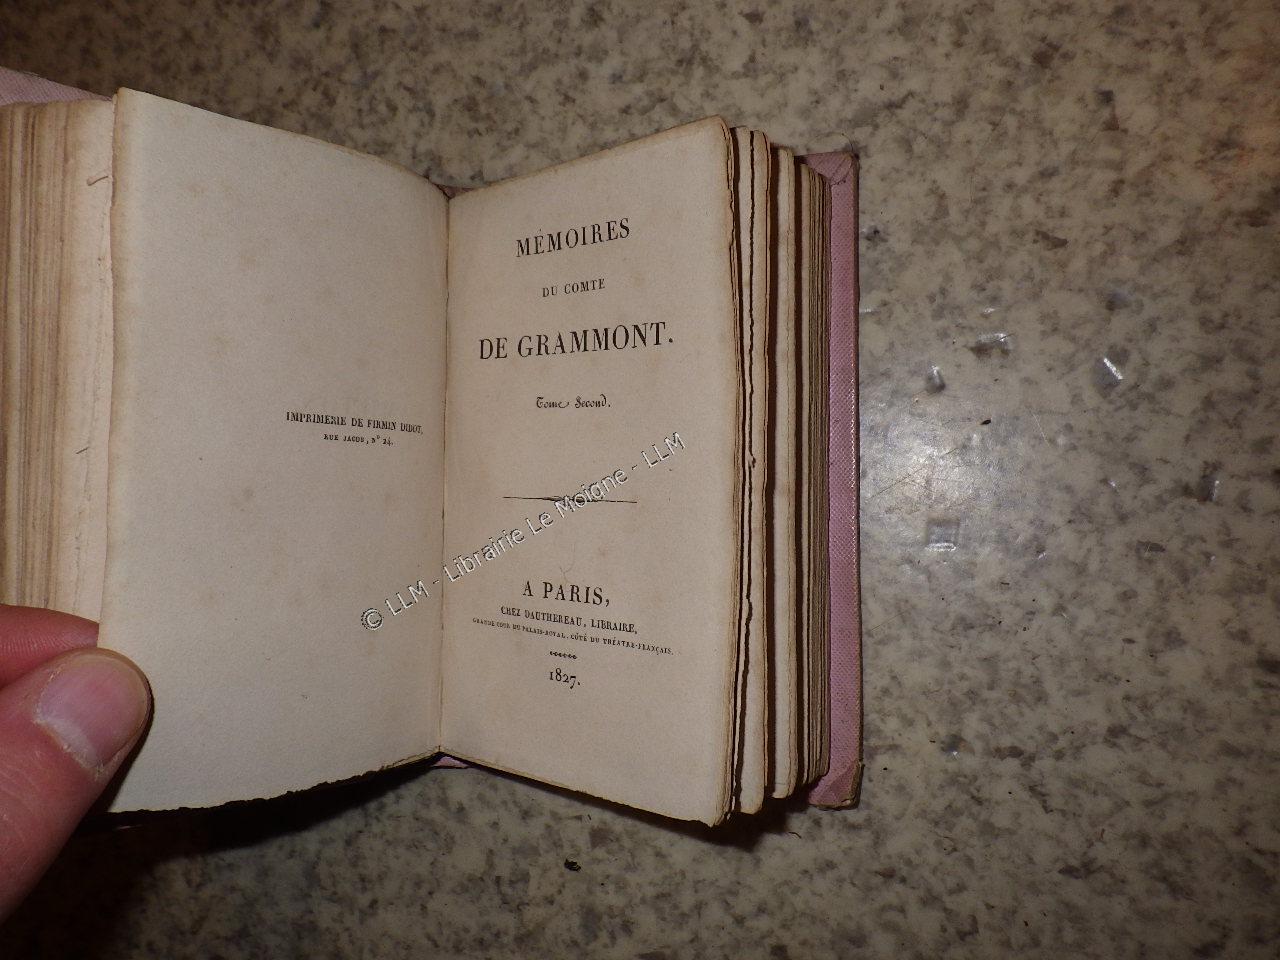 IMPRIMERIE DE FIRMIN DIDOT,
RUE JACOB, Nº 24.
MÉMOIRES
DU COMTE
DE GRAMMONT.
Tome Second.
A PARIS,
CHEZ DAUTHEREAU, LIBRAIRE,
GRANDE COUR DU PALAIS-ROYAL, CÔTÉ DU THÉATRE-FRANÇAIS.
1827.
© LLM - Librairie Le Moigne - LLM